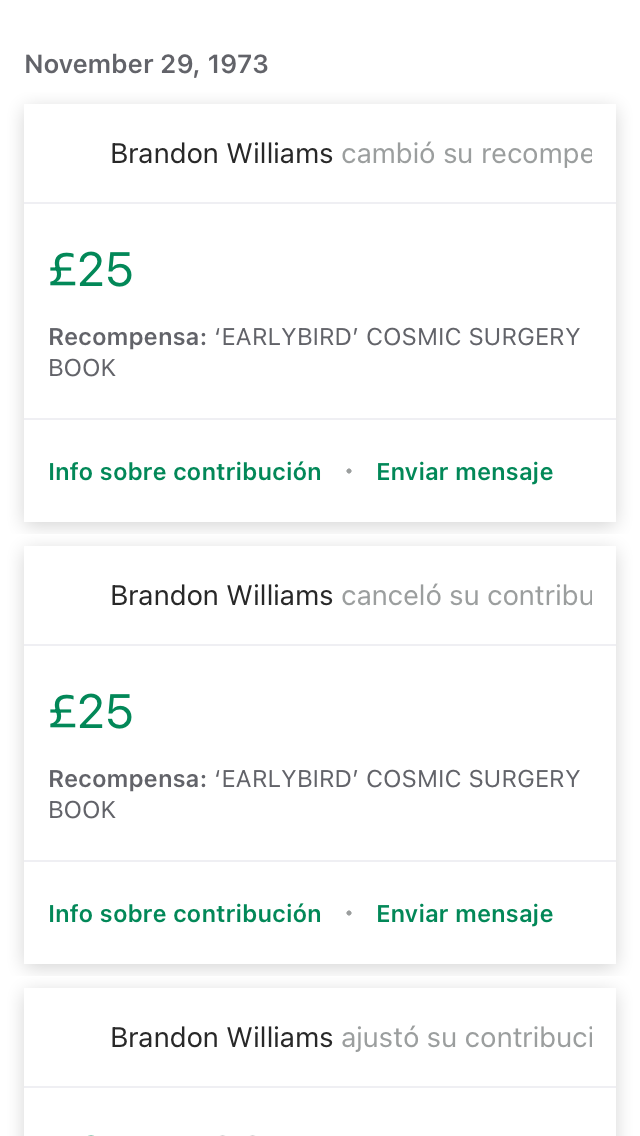 November 29, 1973
Brandon Williams cambió su recompe
£25
Recompensa: ‘EARLYBIRD’ COSMIC SURGERY
BOOK
Info sobre contribución • Enviar mensaje
Brandon Williams canceló su contribu
£25
Recompensa: ‘EARLYBIRD’ COSMIC SURGERY
BOOK
Info sobre contribución • Enviar mensaje
Brandon Williams ajustó su contribuci